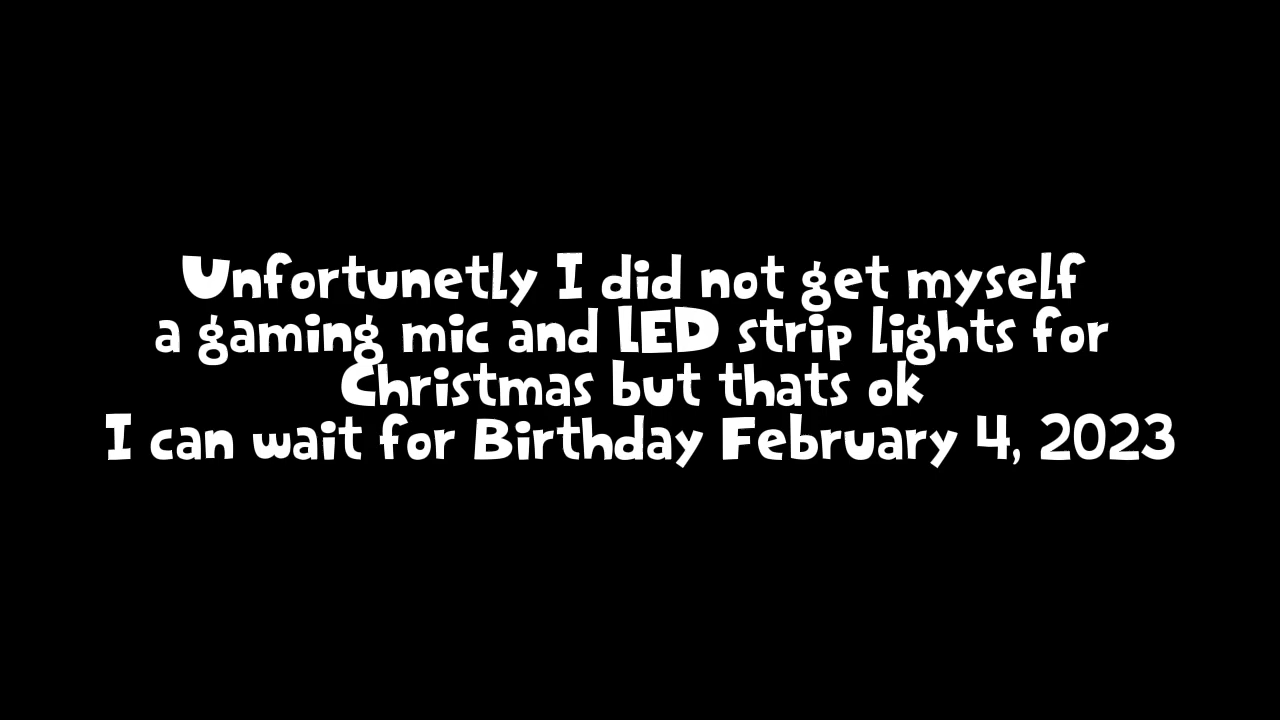 Unfortunetly I did not get myself
a gaming mic and LED strip lights for
Christmas but thats ok
I can wait for Birthday February 4, 2023